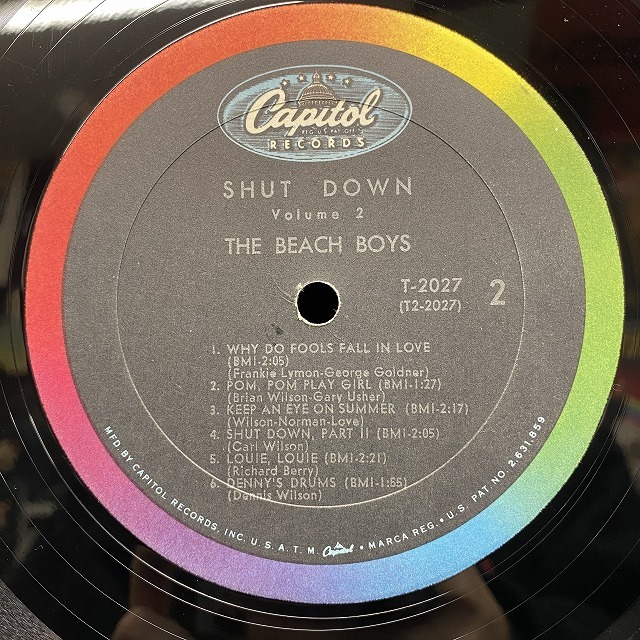 Capitol
REG. U.S. PAT. OFF.
RECORDS
SHUT DOWN
Volume 2
THE BEACH BOYS
T-2027
(T2-2027)
2
1. WHY DO FOOLS FALL IN LOVE
(BMI-2:05)
(Frankie Lymon-George Goldner)
2. POM, POM PLAY GIRL (BMI-1:27)
(Brian Wilson-Gary Usher)
3. KEEP AN EYE ON SUMMER (BMI-2:17)
(Wilson-Norman-Love)
4. SHUT DOWN, PART II (BMI-2:05)
(Carl Wilson)
5. LOUIE, LOUIE (BMI-2:21)
(Richard Berry)
6. DENNY'S DRUMS (BMI-1:55)
(Dennis Wilson)
MFD. BY CAPITOL RECORDS, INC. U.S.A. T.M. Capitol • MARCA REG. • U.S. PAT. NO. 2,631,859